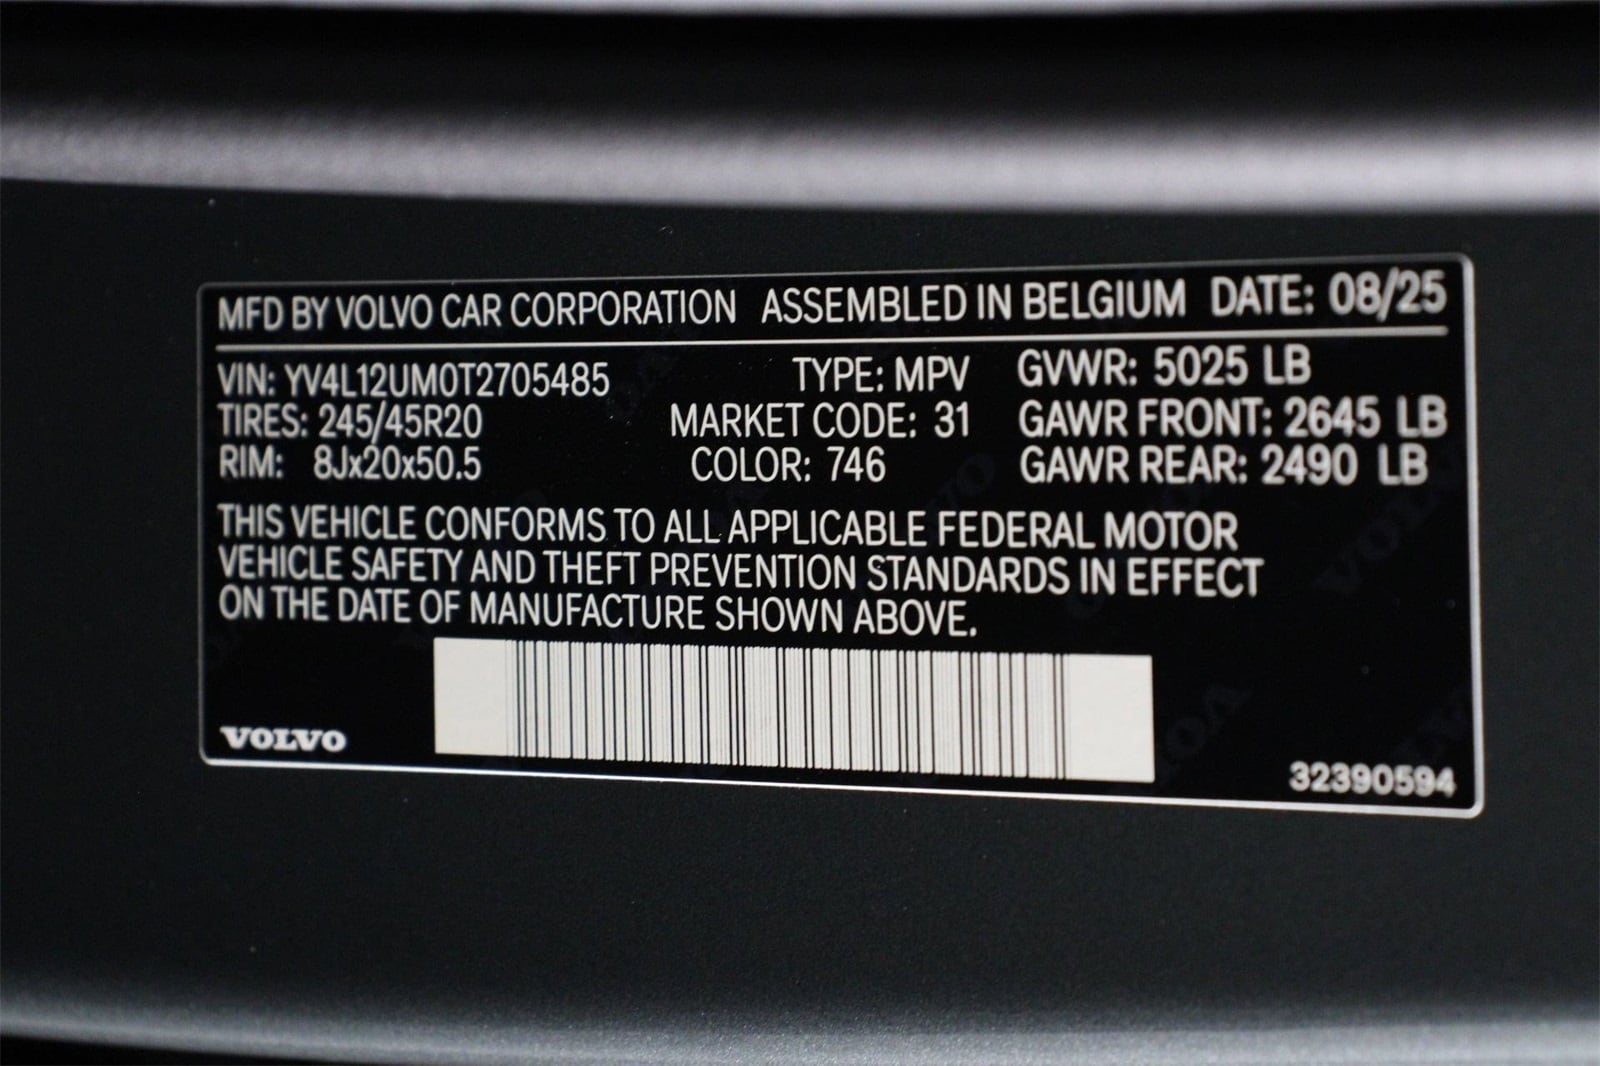 MFD BY VOLVO CAR CORPORATION ASSEMBLED IN BELGIUM DATE: 08/25
VIN: YV4L12UM0T2705485 TYPE: MPV GVWR: 5025 LB
TIRES: 245/45R20 MARKET CODE: 31 GAWR FRONT: 2645 LB
RIM: 8Jx20x50.5 COLOR: 746 GAWR REAR: 2490 LB
THIS VEHICLE CONFORMS TO ALL APPLICABLE FEDERAL MOTOR
VEHICLE SAFETY AND THEFT PREVENTION STANDARDS IN EFFECT
ON THE DATE OF MANUFACTURE SHOWN ABOVE.
VOLVO
32390594